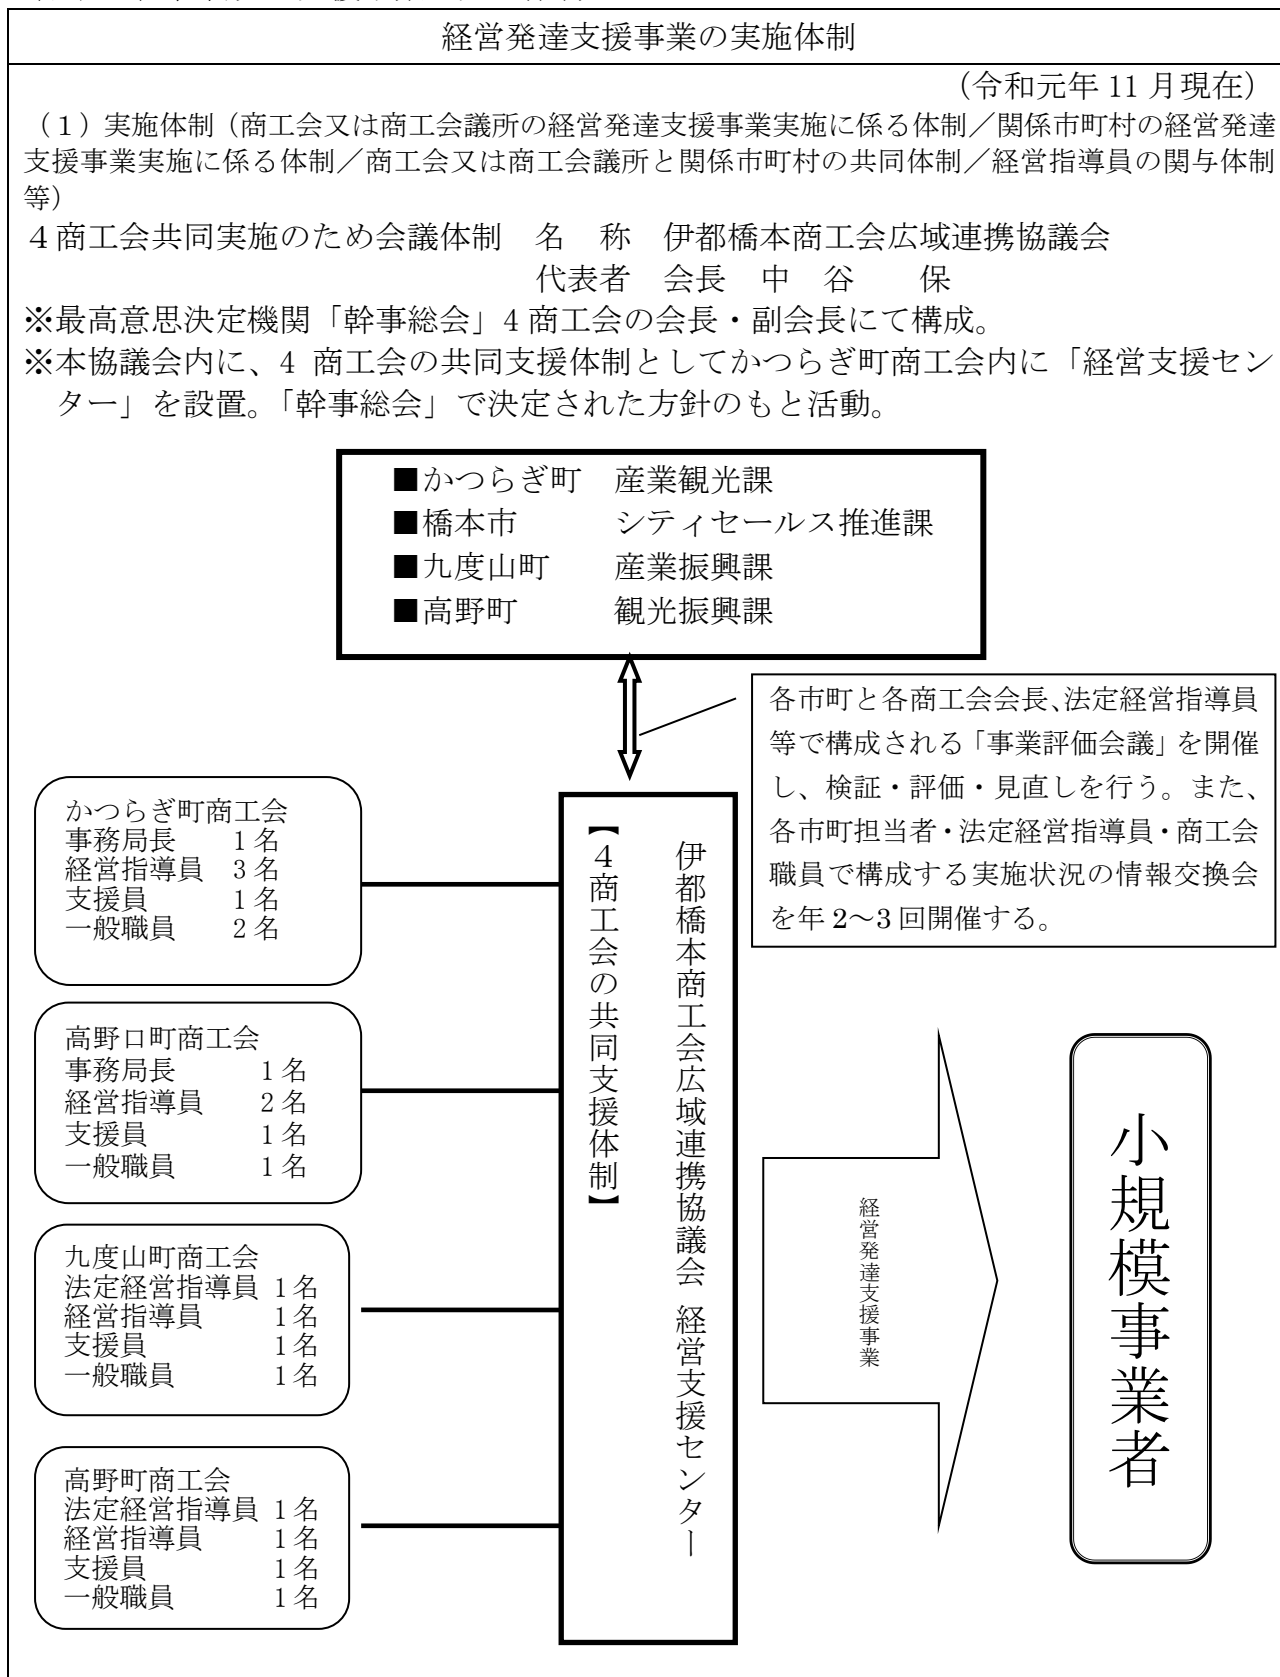 経営発達支援事業の実施体制
（令和元年 11 月現在）
（１）実施体制（商工会又は商工会議所の経営発達支援事業実施に係る体制／関係市町村の経営発達
支援事業実施に係る体制／商工会又は商工会議所と関係市町村の共同体制／経営指導員の関与体制
等）
４商工会共同実施のため会議体制　名　称　伊都橋本商工会広域連携協議会
代表者　会長　中　谷　　保
※最高意思決定機関「幹事総会」4 商工会の会長・副会長にて構成。
※本協議会内に、4 商工会の共同支援体制としてかつらぎ町商工会内に「経営支援セン
ター」を設置。「幹事総会」で決定された方針のもと活動。
■かつらぎ町　産業観光課
■橋本市　　　シティセールス推進課
■九度山町　　産業振興課
■高野町　　　観光振興課
各市町と各商工会会長、法定経営指導員
等で構成される「事業評価会議」を開催
し、検証・評価・見直しを行う。また、
各市町担当者・法定経営指導員・商工会
職員で構成する実施状況の情報交換会
を年 2～3 回開催する。
かつらぎ町商工会
事務局長　　1 名
経営指導員　3 名
支援員　　　1 名
一般職員　　2 名
高野口町商工会
事務局長　　　1 名
経営指導員　　2 名
支援員　　　　1 名
一般職員　　　1 名
九度山町商工会
法定経営指導員 1 名
経営指導員　　 1 名
支援員　　　　 1 名
一般職員　　　 1 名
高野町商工会
法定経営指導員 1 名
経営指導員　　 1 名
支援員　　　　 1 名
一般職員　　　 1 名
伊都橋本商工会広域連携協議会 経営支援センター
【４商工会の共同支援体制】
経営発達支援事業
小規模事業者